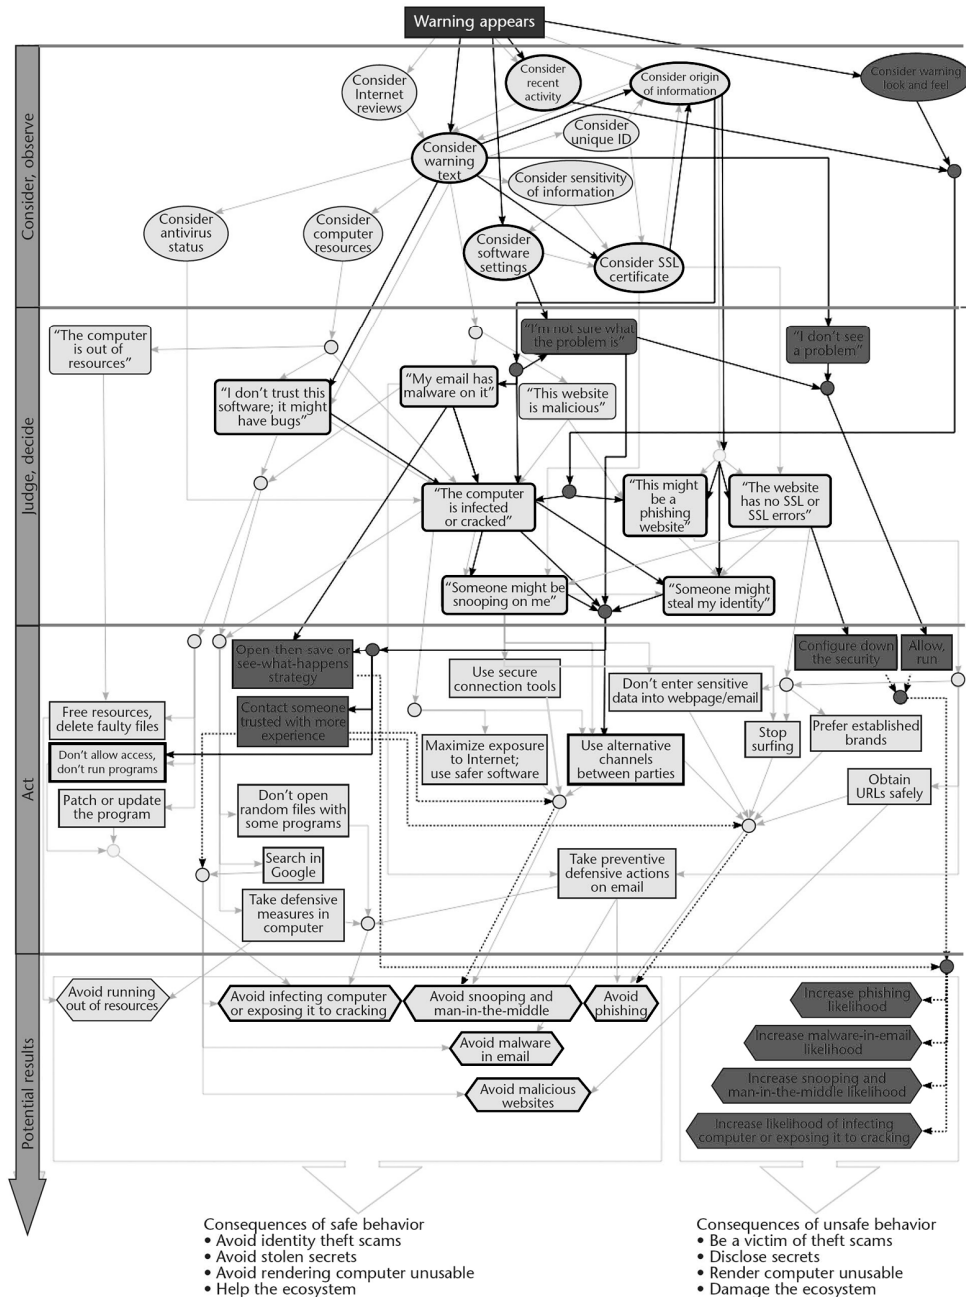 Warning appears
Consider, observe
Consider
Internet
reviews
Consider
recent
activity
Consider origin
of information
Consider warning
look and feel
Consider
warning
text
Consider
unique ID
Consider sensitivity
of information
Consider
antivirus
status
Consider
computer
resources
Consider
software
settings
Consider SSL
certificate
Judge, decide
“The computer
is out of
resources”
“I’m not sure what
the problem is”
“I don’t see
a problem”
“I don’t trust this
software; it might
have bugs”
“My email has
malware on it”
“This website
is malicious”
“The computer
is infected
or cracked”
“This might
be a
phishing
website”
“The website
has no SSL or
SSL errors”
“Someone might be
snooping on me”
“Someone might
steal my identity”
Act
Open-then-save or
see-what-happens
strategy
Use secure
connection tools
Don’t enter sensitive
data into webpage/email
Configure down
the security
Allow,
run
Free resources,
delete faulty files
Contact someone
trusted with more
experience
Maximize exposure
to Internet;
use safer software
Use alternative
channels
between parties
Stop
surfing
Prefer established
brands
Don’t allow access,
don’t run programs
Patch or update
the program
Don’t open
random files with
some programs
Obtain
URLs safely
Search in
Google
Take preventive
defensive actions
on email
Take defensive
measures in
computer
Potential results
Avoid running
out of resources
Avoid infecting computer
or exposing it to cracking
Avoid snooping and
man-in-the-middle
Avoid
phishing
Increase phishing
likelihood
Avoid malware
in email
Increase malware-in-email
likelihood
Avoid malicious
websites
Increase snooping and
man-in-the-middle likelihood
Increase likelihood of infecting
computer or exposing it to cracking
Consequences of safe behavior
• Avoid identity theft scams
• Avoid stolen secrets
• Avoid rendering computer unusable
• Help the ecosystem
Consequences of unsafe behavior
• Be a victim of theft scams
• Disclose secrets
• Render computer unusable
• Damage the ecosystem